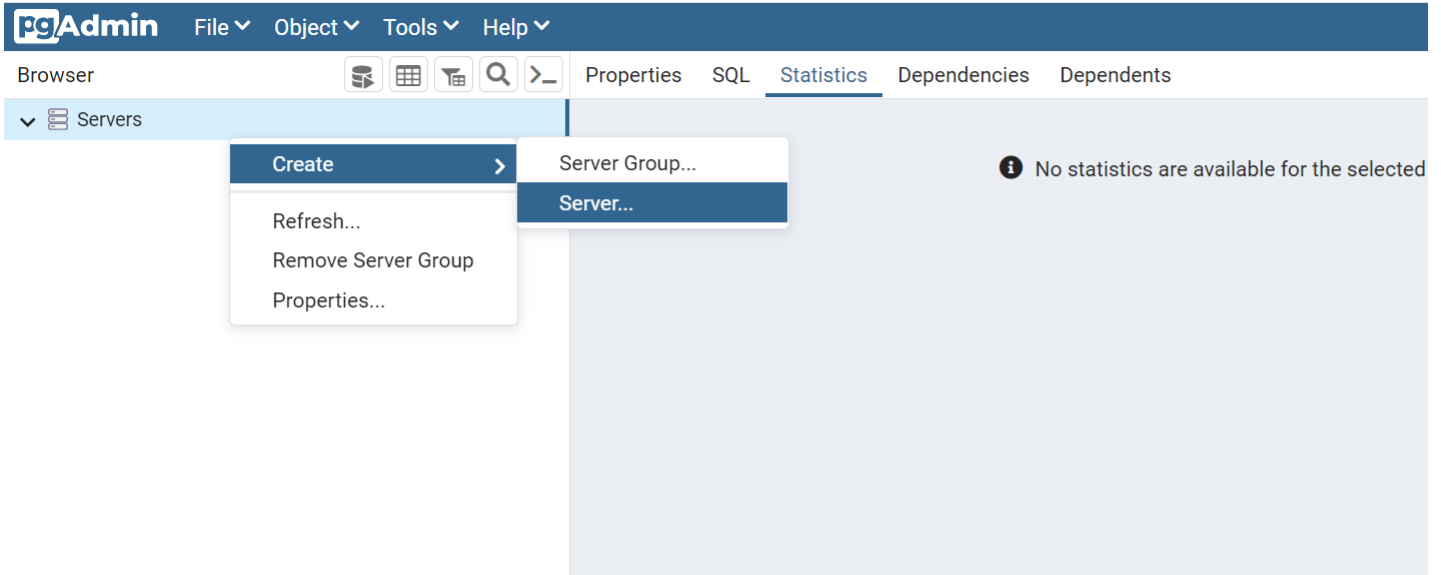 pgAdmin File Object Tools Help
Browser
Properties SQL Statistics Dependencies Dependents
Servers
Create
Refresh...
Remove Server Group
Properties...
Server Group...
Server...
No statistics are available for the selected